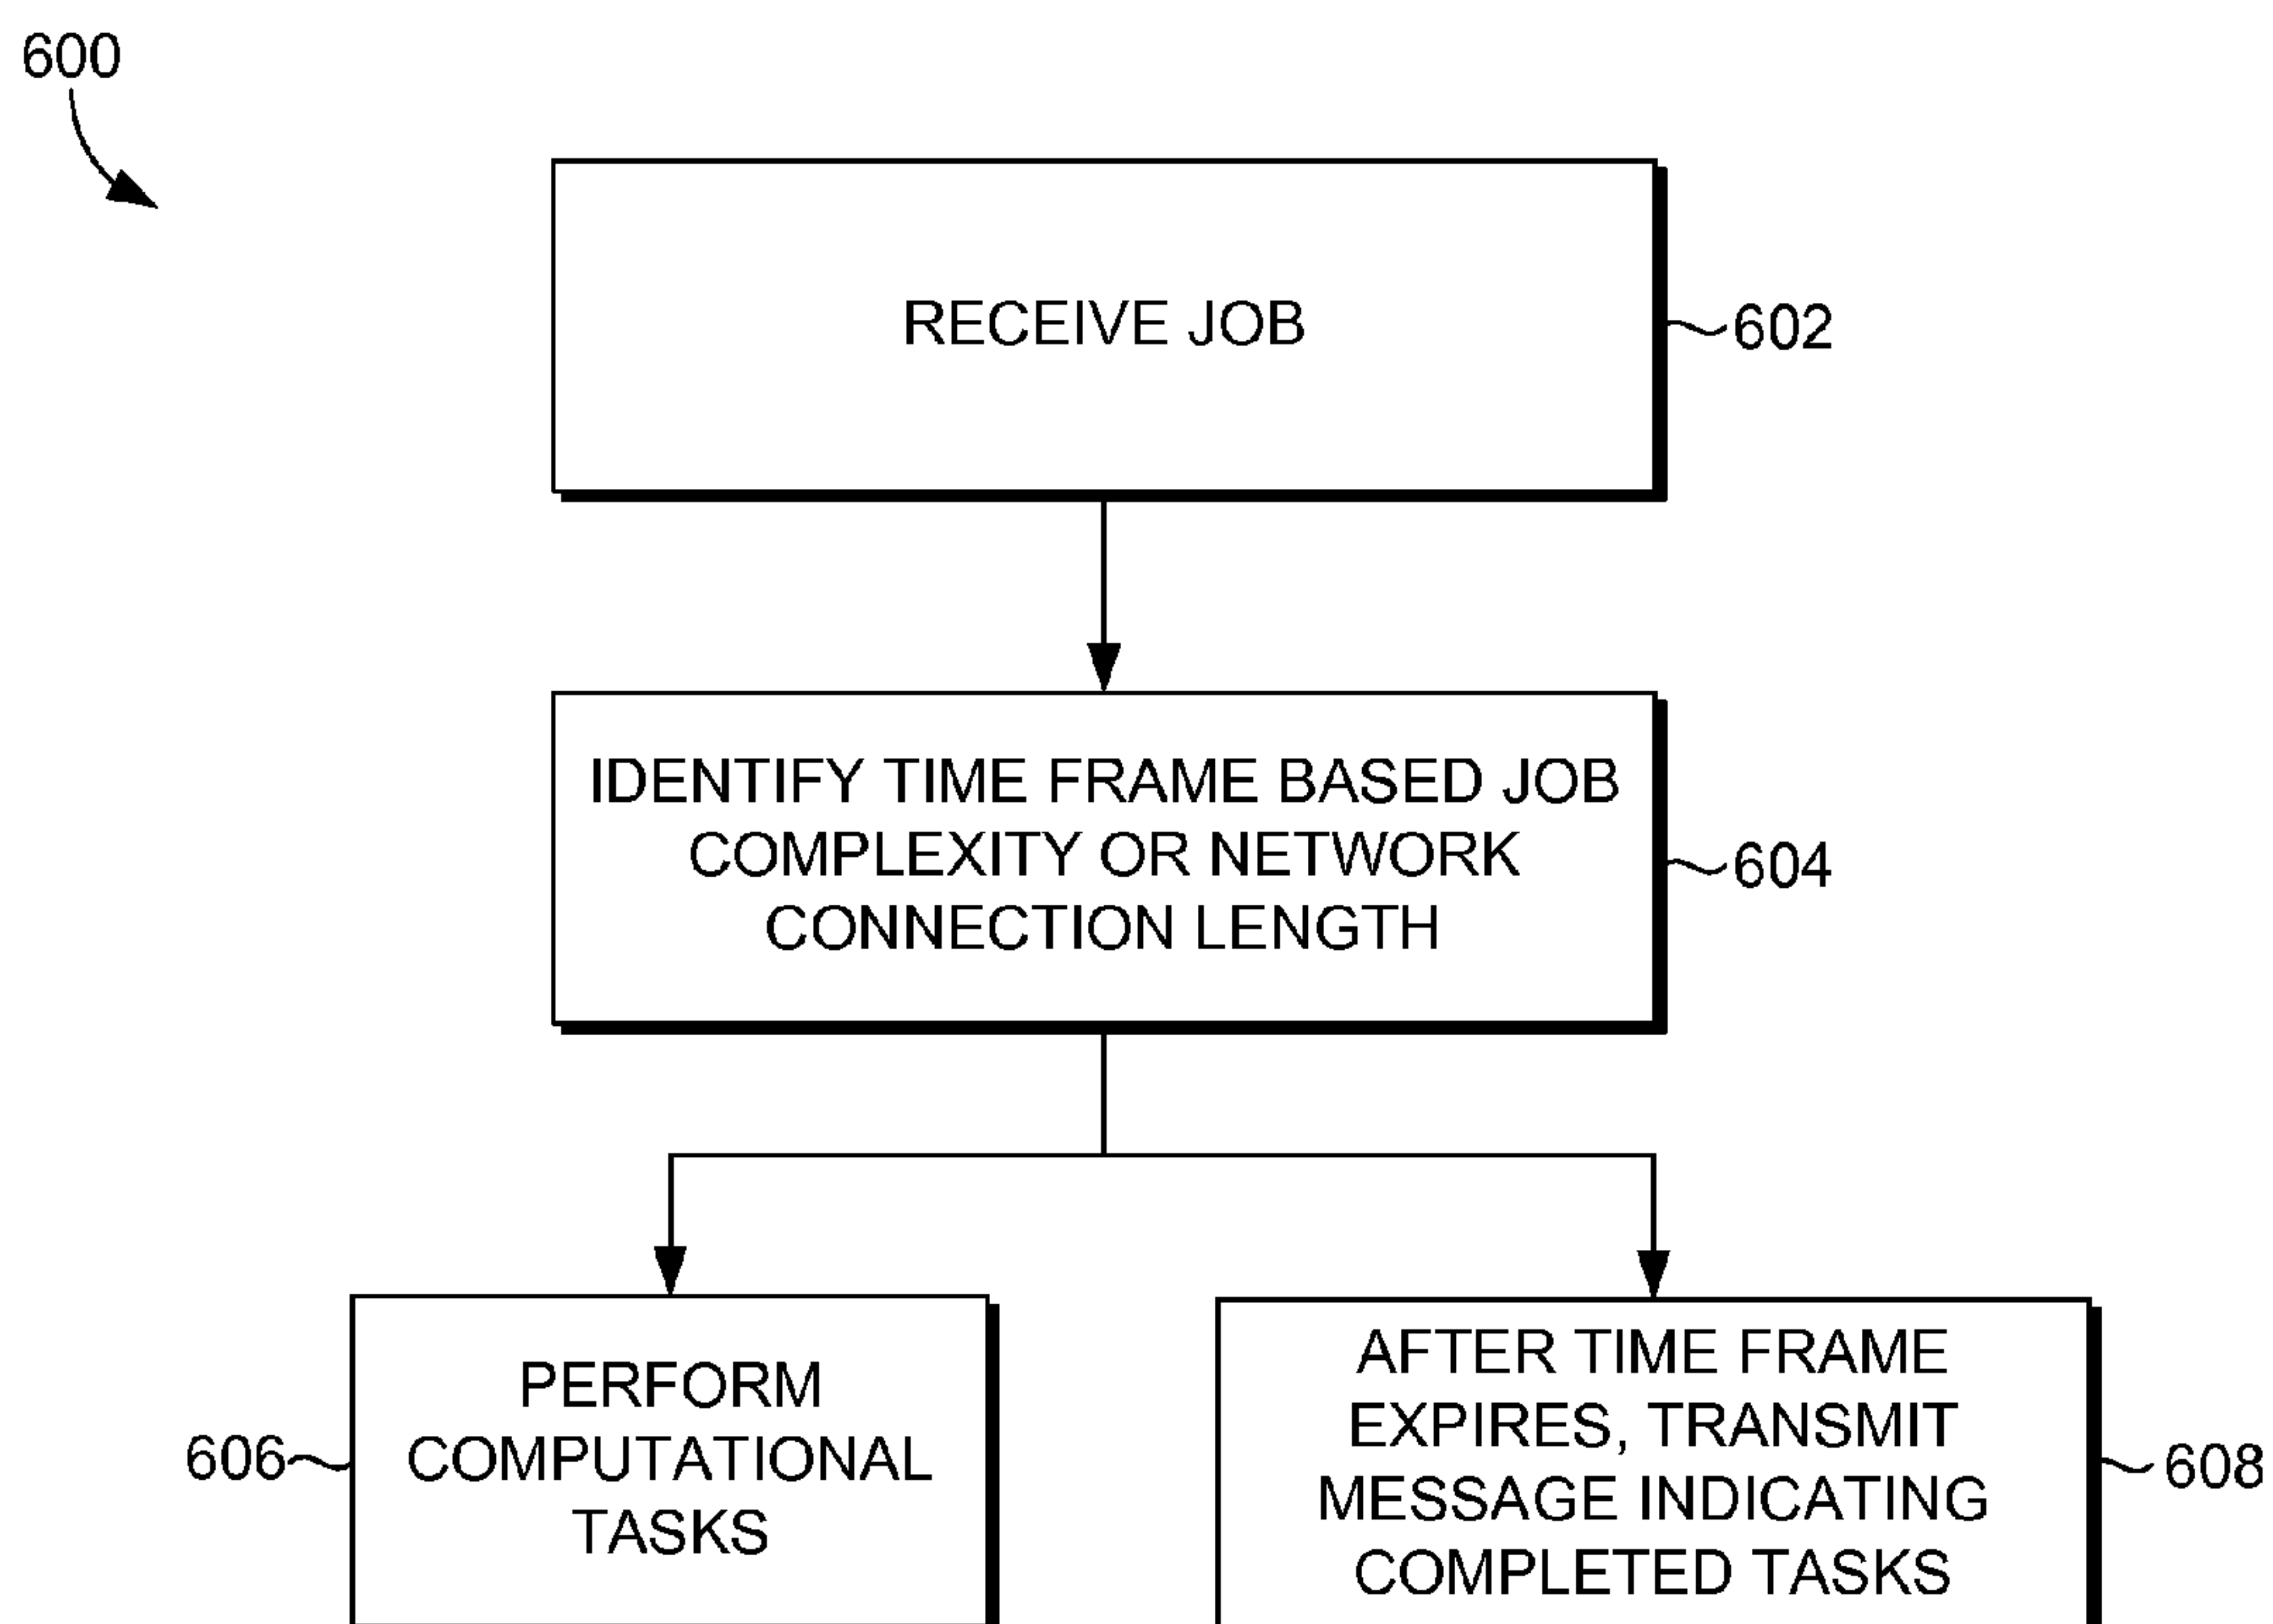 600
RECEIVE JOB
602
IDENTIFY TIME FRAME BASED JOB
COMPLEXITY OR NETWORK
CONNECTION LENGTH
604
PERFORM
COMPUTATIONAL
TASKS
606
AFTER TIME FRAME
EXPIRES, TRANSMIT
MESSAGE INDICATING
COMPLETED TASKS
608